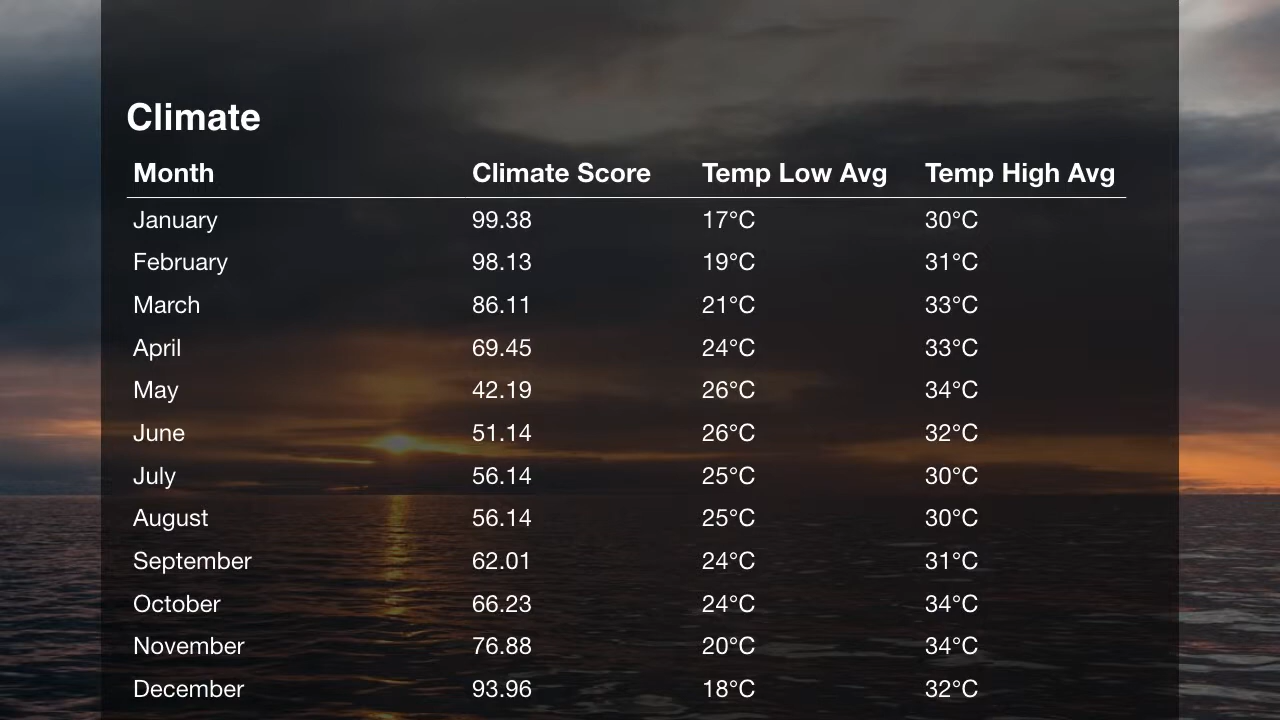 Climate
Month Climate Score Temp Low Avg Temp High Avg
January 99.38 17°C 30°C
February 98.13 19°C 31°C
March 86.11 21°C 33°C
April 69.45 24°C 33°C
May 42.19 26°C 34°C
June 51.14 26°C 32°C
July 56.14 25°C 30°C
August 56.14 25°C 30°C
September 62.01 24°C 31°C
October 66.23 24°C 34°C
November 76.88 20°C 34°C
December 93.96 18°C 32°C